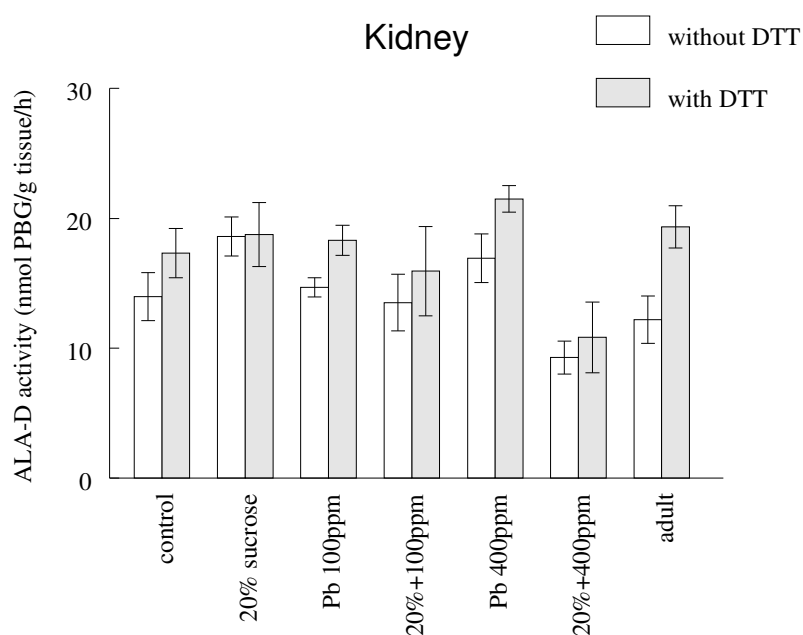 Kidney
without DTT
with DTT
ALA-D activity (nmol PBG/g tissue/h)
30
20
10
0
control
20% sucrose
Pb 100ppm
20%+100ppm
Pb 400ppm
20%+400ppm
adult